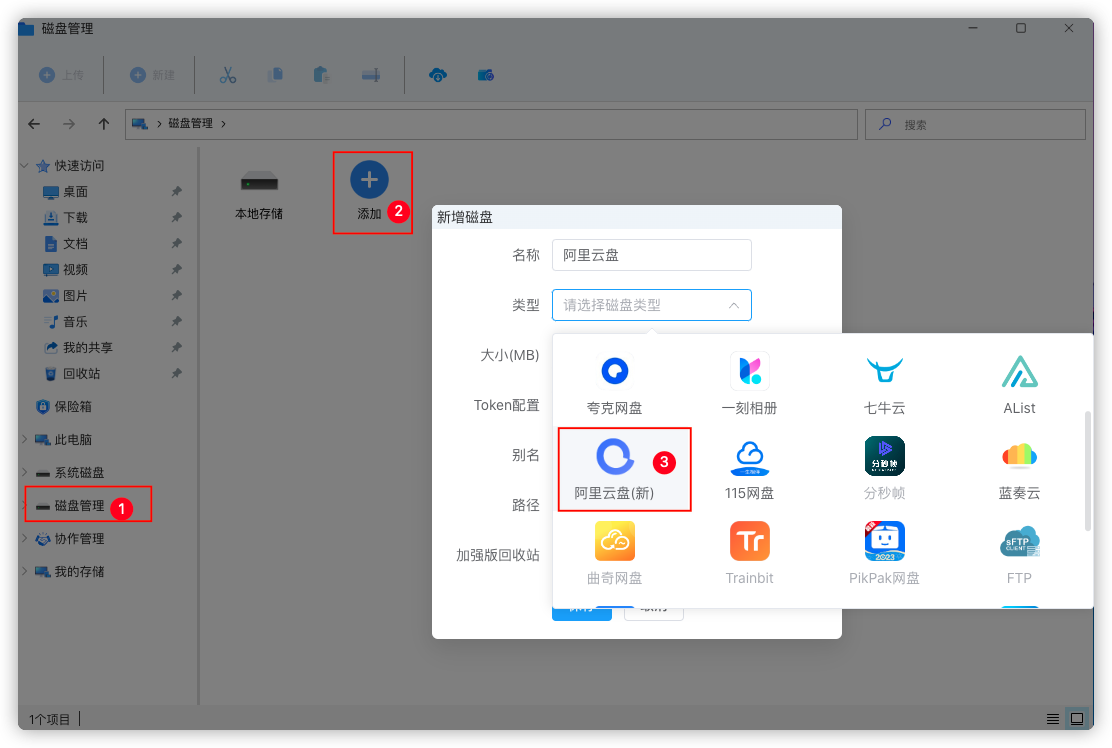 磁盘管理
上传
新建
磁盘管理
搜索
快速访问
桌面
下载
文档
视频
图片
音乐
我的共享
回收站
保险箱
此电脑
系统磁盘
磁盘管理
1
协作管理
我的存储
本地存储
添加
2
新增磁盘
名称
阿里云盘
类型
请选择磁盘类型
大小(MB)
Token配置
别名
路径
加强版回收站
夸克网盘
一刻相册
七牛云
AList
阿里云盘(新)
3
115网盘
分秒帧
分秒帧
蓝奏云
曲奇网盘
Tr
Trainbit
2023
PikPak网盘
sFTP
CLIENT
FTP
1个项目